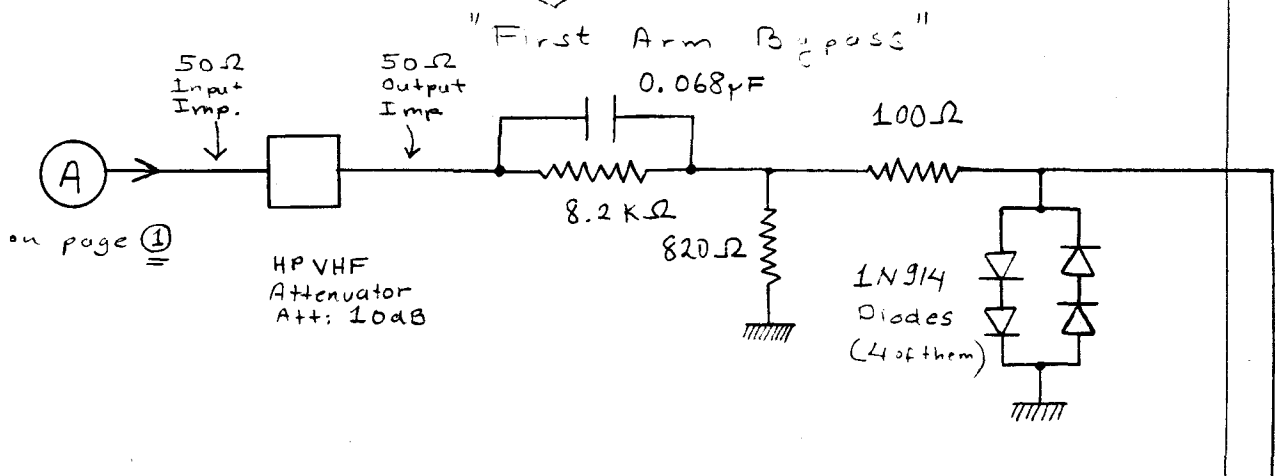 "First Arm Bypass"
50Ω
Input
Imp.
50Ω
Output
Imp
0.068μF
100Ω
A
8.2KΩ
820Ω
on page 1
HP VHF
Attenuator
Att: 10dB
1N914
Diodes
(4 of them)